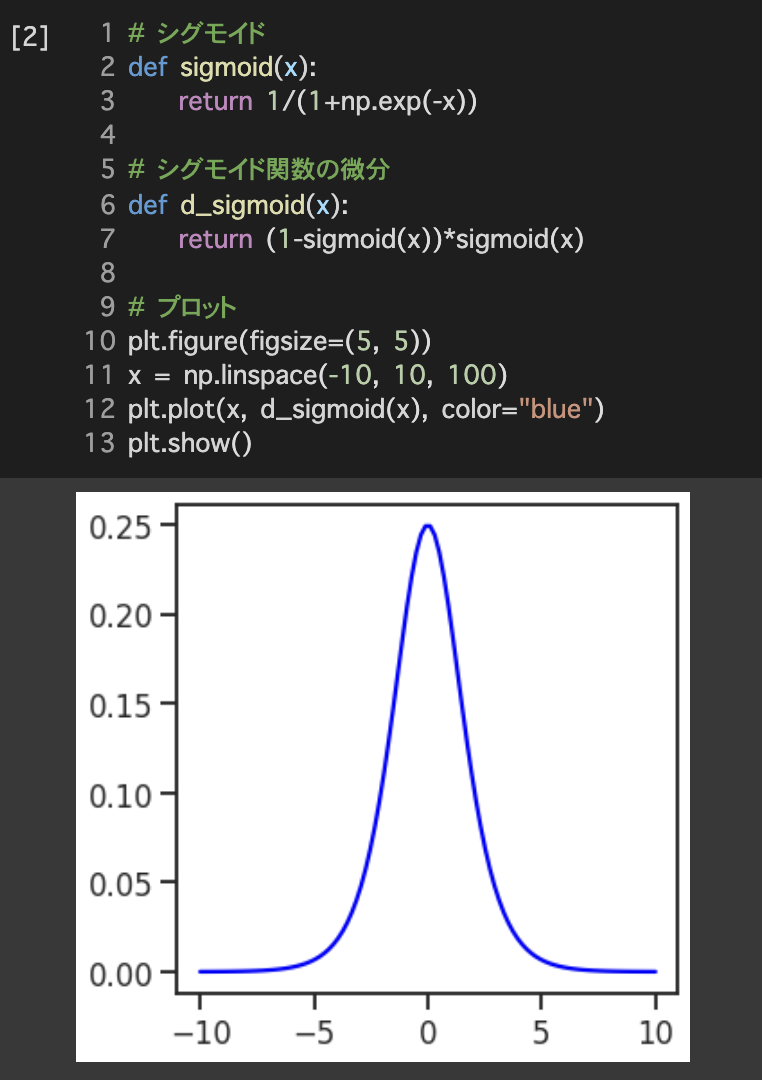 [2]
1 # シグモイド
2 def sigmoid(x):
3     return 1/(1+np.exp(-x))
4
5 # シグモイド関数の微分
6 def d_sigmoid(x):
7     return (1-sigmoid(x))*sigmoid(x)
8
9 # プロット
10 plt.figure(figsize=(5, 5))
11 x = np.linspace(-10, 10, 100)
12 plt.plot(x, d_sigmoid(x), color="blue")
13 plt.show()
0.25
0.20
0.15
0.10
0.05
0.00
−10 −5 0 5 10